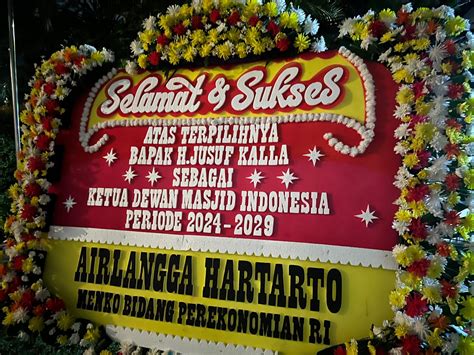 Selamat & Sukses
ATAS TERPILIHNYA
BAPAK H.JUSUF KALLA
SEBAGAI
KETUA DEWAN MASJID INDONESIA
PERIODE 2024-2029
AIRLANGGA HARTARTO
MENKO BIDANG PEREKONOMIAN RI